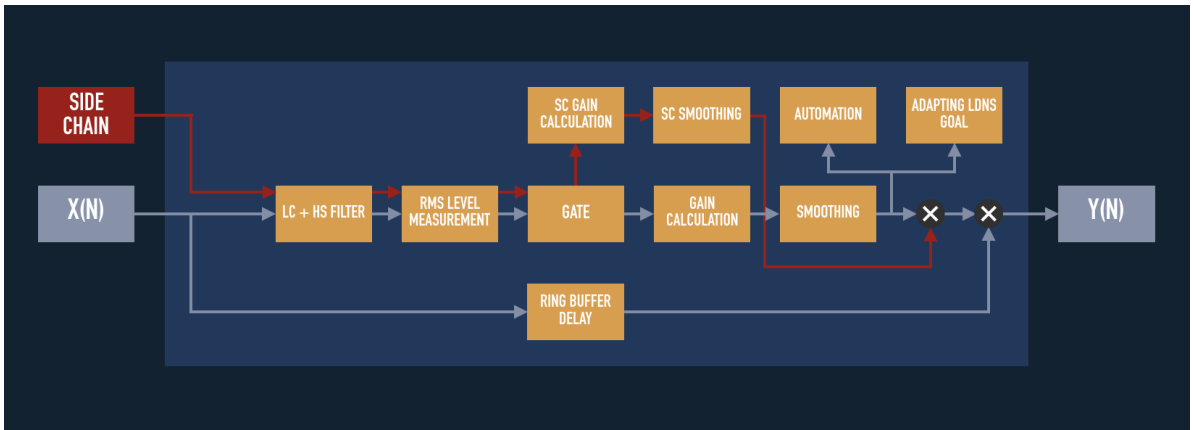 SIDE
CHAIN
SC GAIN
CALCULATION
SC SMOOTHING
AUTOMATION
ADAPTING LDNS
GOAL
X(N)
LC + HS FILTER
RMS LEVEL
MEASUREMENT
GATE
GAIN
CALCULATION
SMOOTHING
Y(N)
RING BUFFER
DELAY